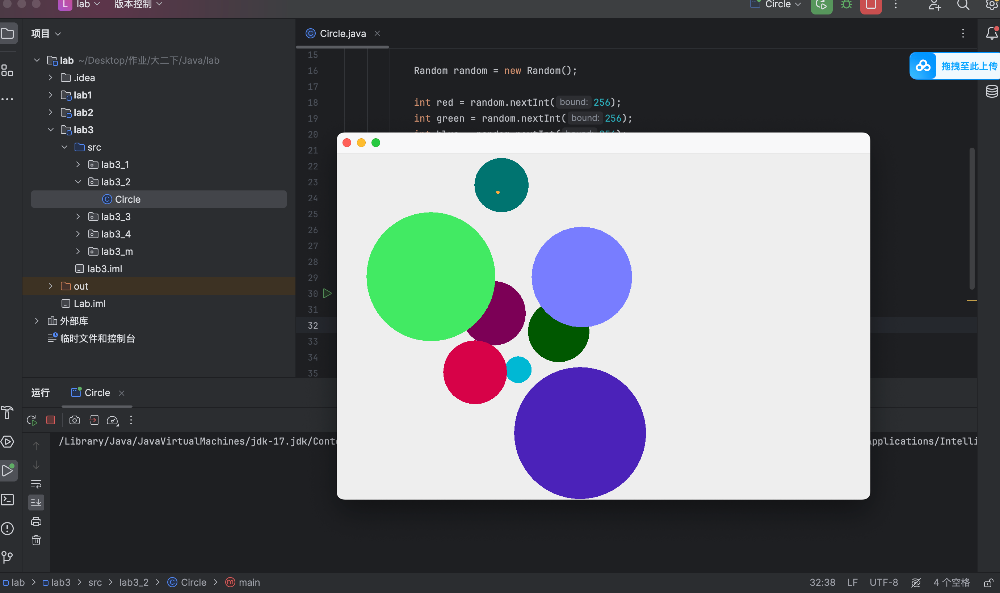 L lab 版本控制 Circle
项目
Circle.java
lab ~/Desktop/作业/大二下/Java/lab
.idea
lab1
lab2
lab3
src
lab3_1
lab3_2
Circle
lab3_3
lab3_4
lab3_m
lab3.iml
out
Lab.iml
外部库
临时文件和控制台
15
16 Random random = new Random();
17
18 int red = random.nextInt( bound: 256);
19 int green = random.nextInt( bound: 256);
20
21
22
23
24
25
26
27
28
29
30
31
32
33
34
35
拖拽至此上传
运行 Circle
/Library/Java/JavaVirtualMachines/jdk-17.jdk/Cont
pplications/Intelli
lab lab3 src lab3_2 Circle main
32:38 LF UTF-8 4 个空格